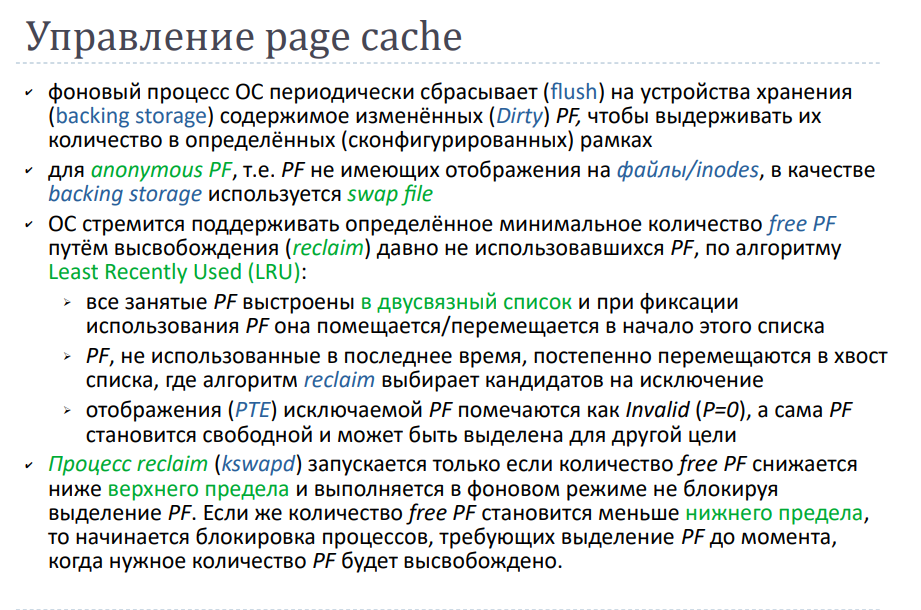 Управление page cache
фоновый процесс ОС периодически сбрасывает (flush) на устройства хранения
(backing storage) содержимое изменённых (Dirty) PF, чтобы выдерживать их
количество в определённых (сконфигурированных) рамках
для anonymous PF, т.е. PF не имеющих отображения на файлы/inodes, в качестве
backing storage используется swap file
ОС стремится поддерживать определённое минимальное количество free PF
путём высвобождения (reclaim) давно не использовавшихся PF, по алгоритму
Least Recently Used (LRU):
все занятые PF выстроены в двусвязный список и при фиксации
использования PF она помещается/перемещается в начало этого списка
PF, не использованные в последнее время, постепенно перемещаются в хвост
списка, где алгоритм reclaim выбирает кандидатов на исключение
отображения (PTE) исключаемой PF помечаются как Invalid (P=0), а сама PF
становится свободной и может быть выделена для другой цели
Процесс reclaim (kswapd) запускается только если количество free PF снижается
ниже верхнего предела и выполняется в фоновом режиме не блокируя
выделение PF. Если же количество free PF становится меньше нижнего предела,
то начинается блокировка процессов, требующих выделение PF до момента,
когда нужное количество PF будет высвобождено.